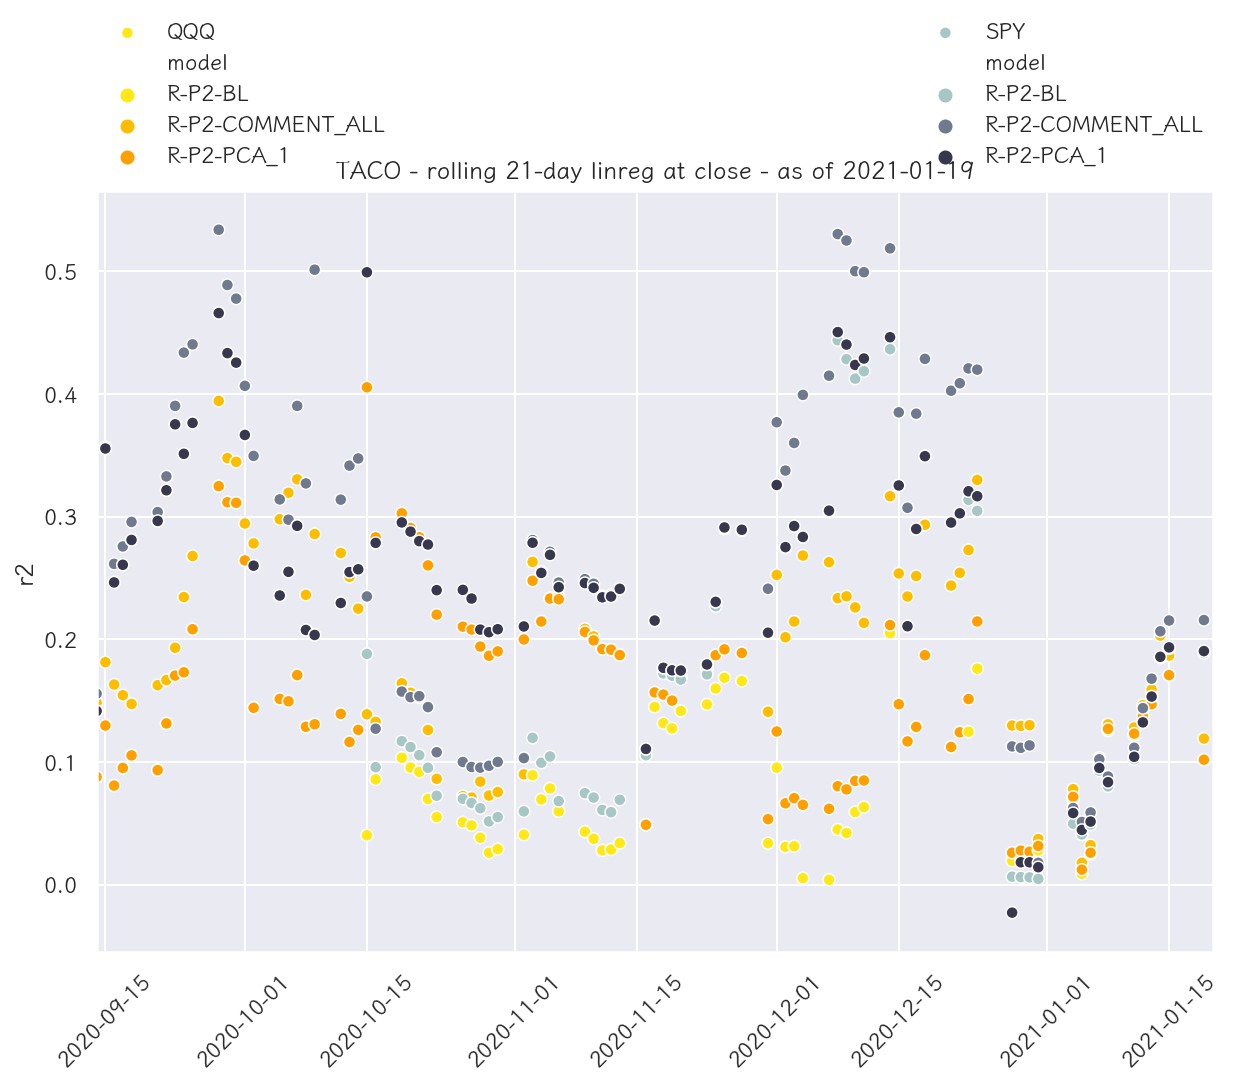 QQQ
model
R-P2-BL
R-P2-COMMENT_ALL
R-P2-PCA_1
SPY
model
R-P2-BL
R-P2-COMMENT_ALL
R-P2-PCA_1
TACO - rolling 21-day linreg at close - as of 2021-01-19
0.5
0.4
0.3
0.2
0.1
0.0
r2
2020-09-15
2020-10-01
2020-10-15
2020-11-01
2020-11-15
2020-12-01
2020-12-15
2021-01-01
2021-01-15